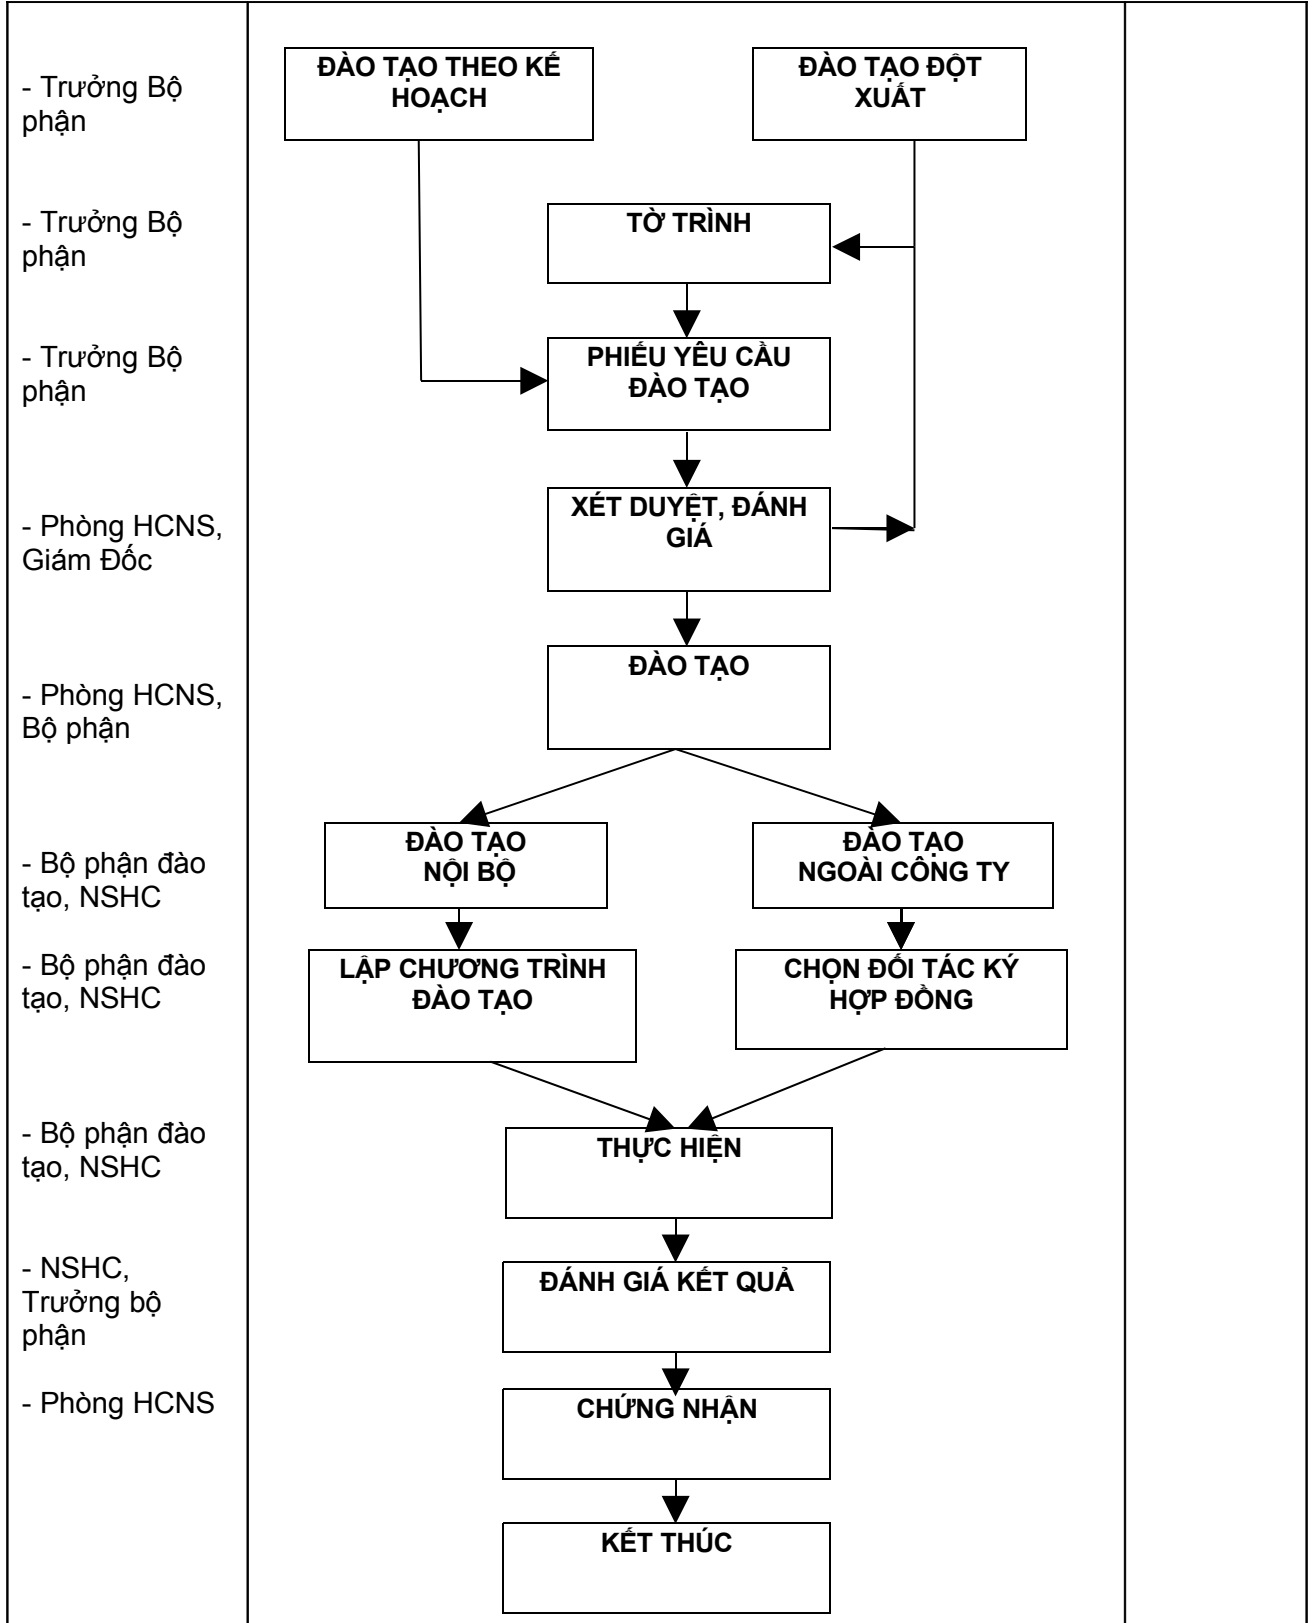 - Trưởng Bộ
phận
ĐÀO TẠO THEO KẾ
HOẠCH
ĐÀO TẠO ĐỘT
XUẤT
- Trưởng Bộ
phận
TỜ TRÌNH
- Trưởng Bộ
phận
PHIẾU YÊU CẦU
ĐÀO TẠO
- Phòng HCNS,
Giám Đốc
XÉT DUYỆT, ĐÁNH
GIÁ
- Phòng HCNS,
Bộ phận
ĐÀO TẠO
- Bộ phận đào
tạo, NSHC
ĐÀO TẠO
NỘI BỘ
ĐÀO TẠO
NGOÀI CÔNG TY
- Bộ phận đào
tạo, NSHC
LẬP CHƯƠNG TRÌNH
ĐÀO TẠO
CHỌN ĐỐI TÁC KÝ
HỢP ĐỒNG
- Bộ phận đào
tạo, NSHC
THỰC HIỆN
- NSHC,
Trưởng bộ
phận
ĐÁNH GIÁ KẾT QUẢ
- Phòng HCNS
CHỨNG NHẬN
KẾT THÚC